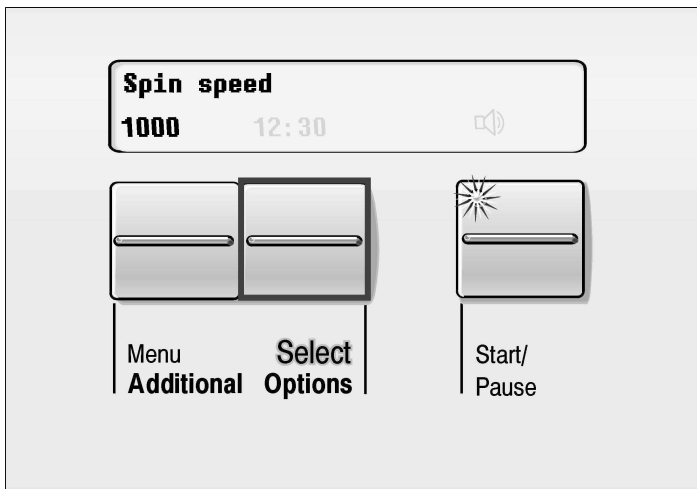 Spin speed
1000 12:30
Menu Select
Additional Options
Start/
Pause